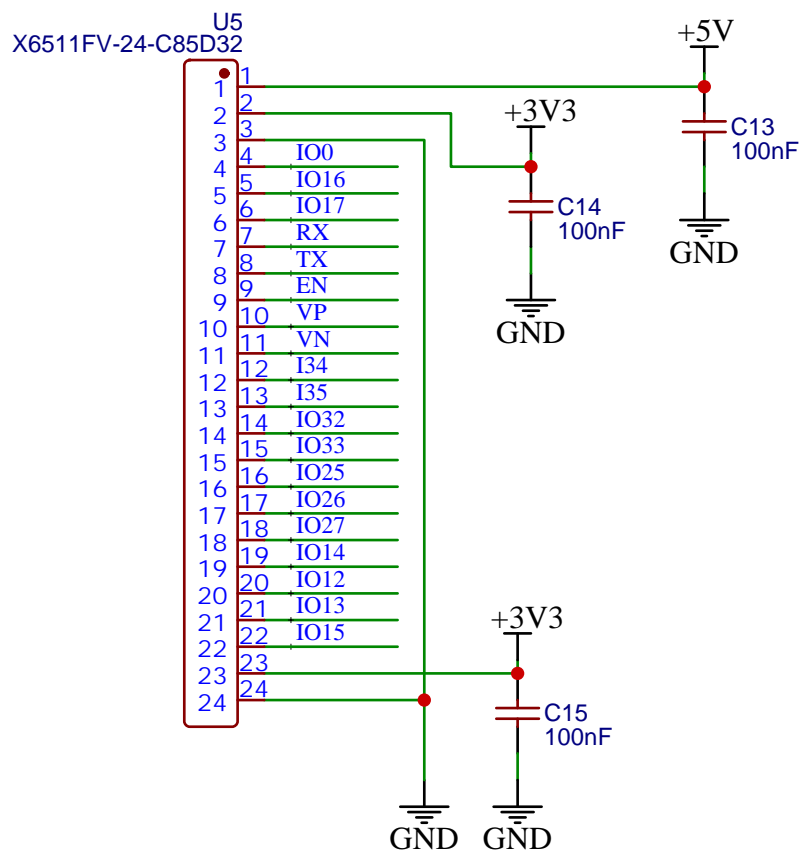 U5
X6511FV-24-C85D32
+5V
1 1
2 2
3 3
+3V3
C13
100nF
4 4 IO0
5 5 IO16
C14
100nF
6 6 IO17
GND
7 7 RX
8 8 TX
9 9 EN
GND
10 10 VP
11 11 VN
12 12 I34
13 13 I35
14 14 IO32
15 15 IO33
16 16 IO25
17 17 IO26
18 18 IO27
19 19 IO14
20 20 IO12
21 21 IO13
+3V3
22 22 IO15
23 23
24 24
C15
100nF
GND GND